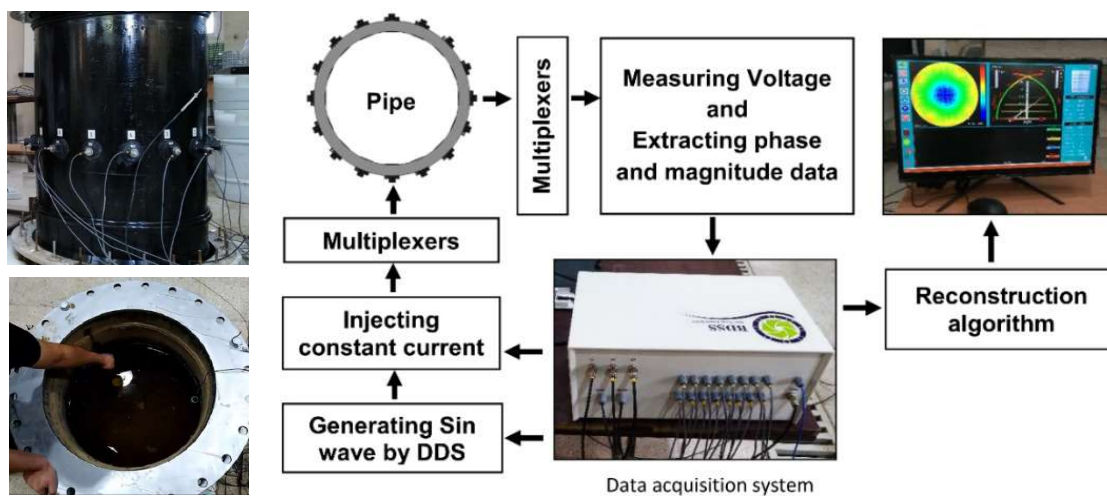 Pipe
Multiplexers
Measuring Voltage
and
Extracting phase
and magnitude data
Multiplexers
Injecting
constant current
Generating Sin
wave by DDS
Reconstruction
algorithm
BDSS
Data acquisition system